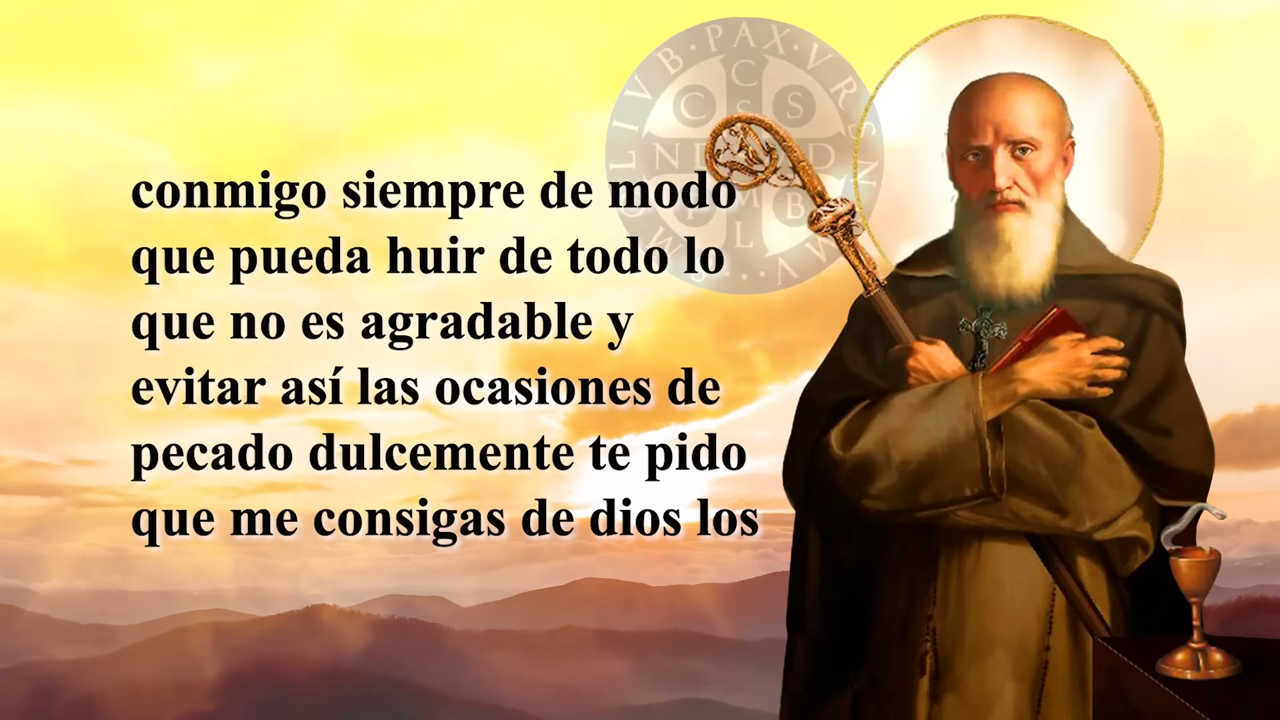 conmigo siempre de modo
que pueda huir de todo lo
que no es agradable y
evitar así las ocasiones de
pecado dulcemente te pido
que me consigas de dios los
PAX